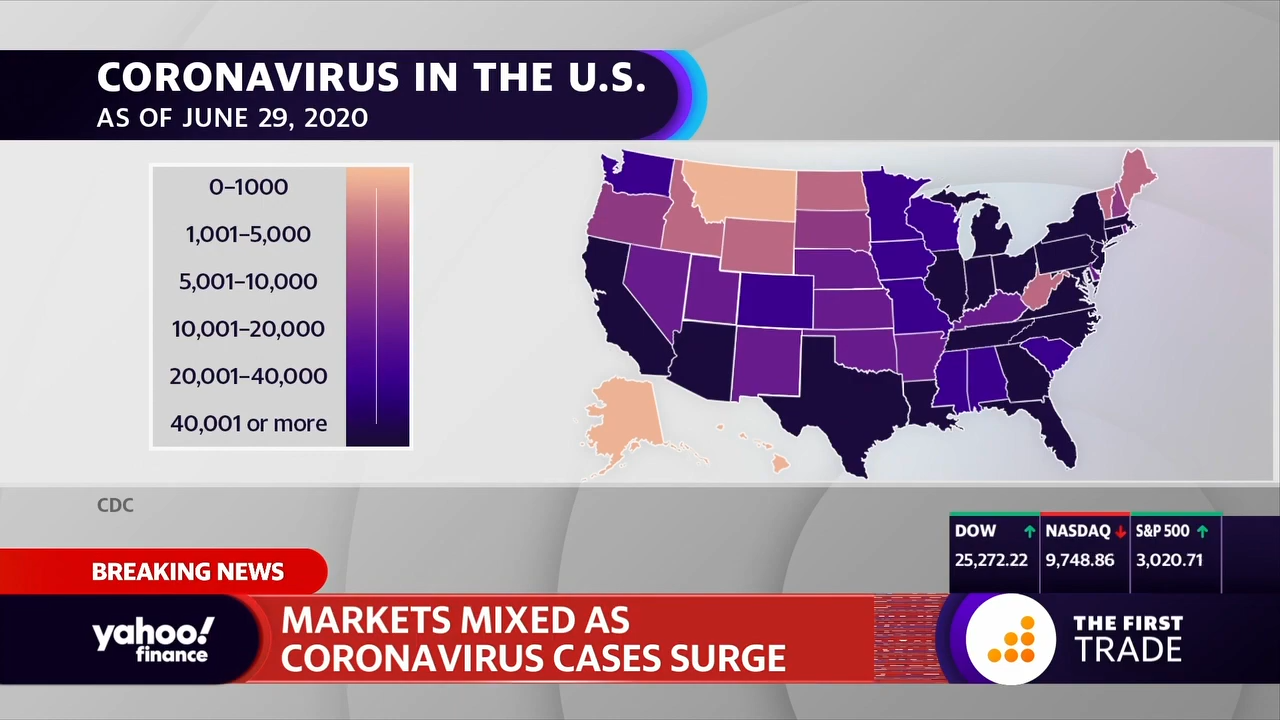 CORONAVIRUS IN THE U.S.
AS OF JUNE 29, 2020
0–1000
1,001–5,000
5,001–10,000
10,001–20,000
20,001–40,000
40,001 or more
CDC
DOW NASDAQ S&P 500
25,272.22 9,748.86 3,020.71
BREAKING NEWS
yahoo!
finance
MARKETS MIXED AS
CORONAVIRUS CASES SURGE
THE FIRST
TRADE